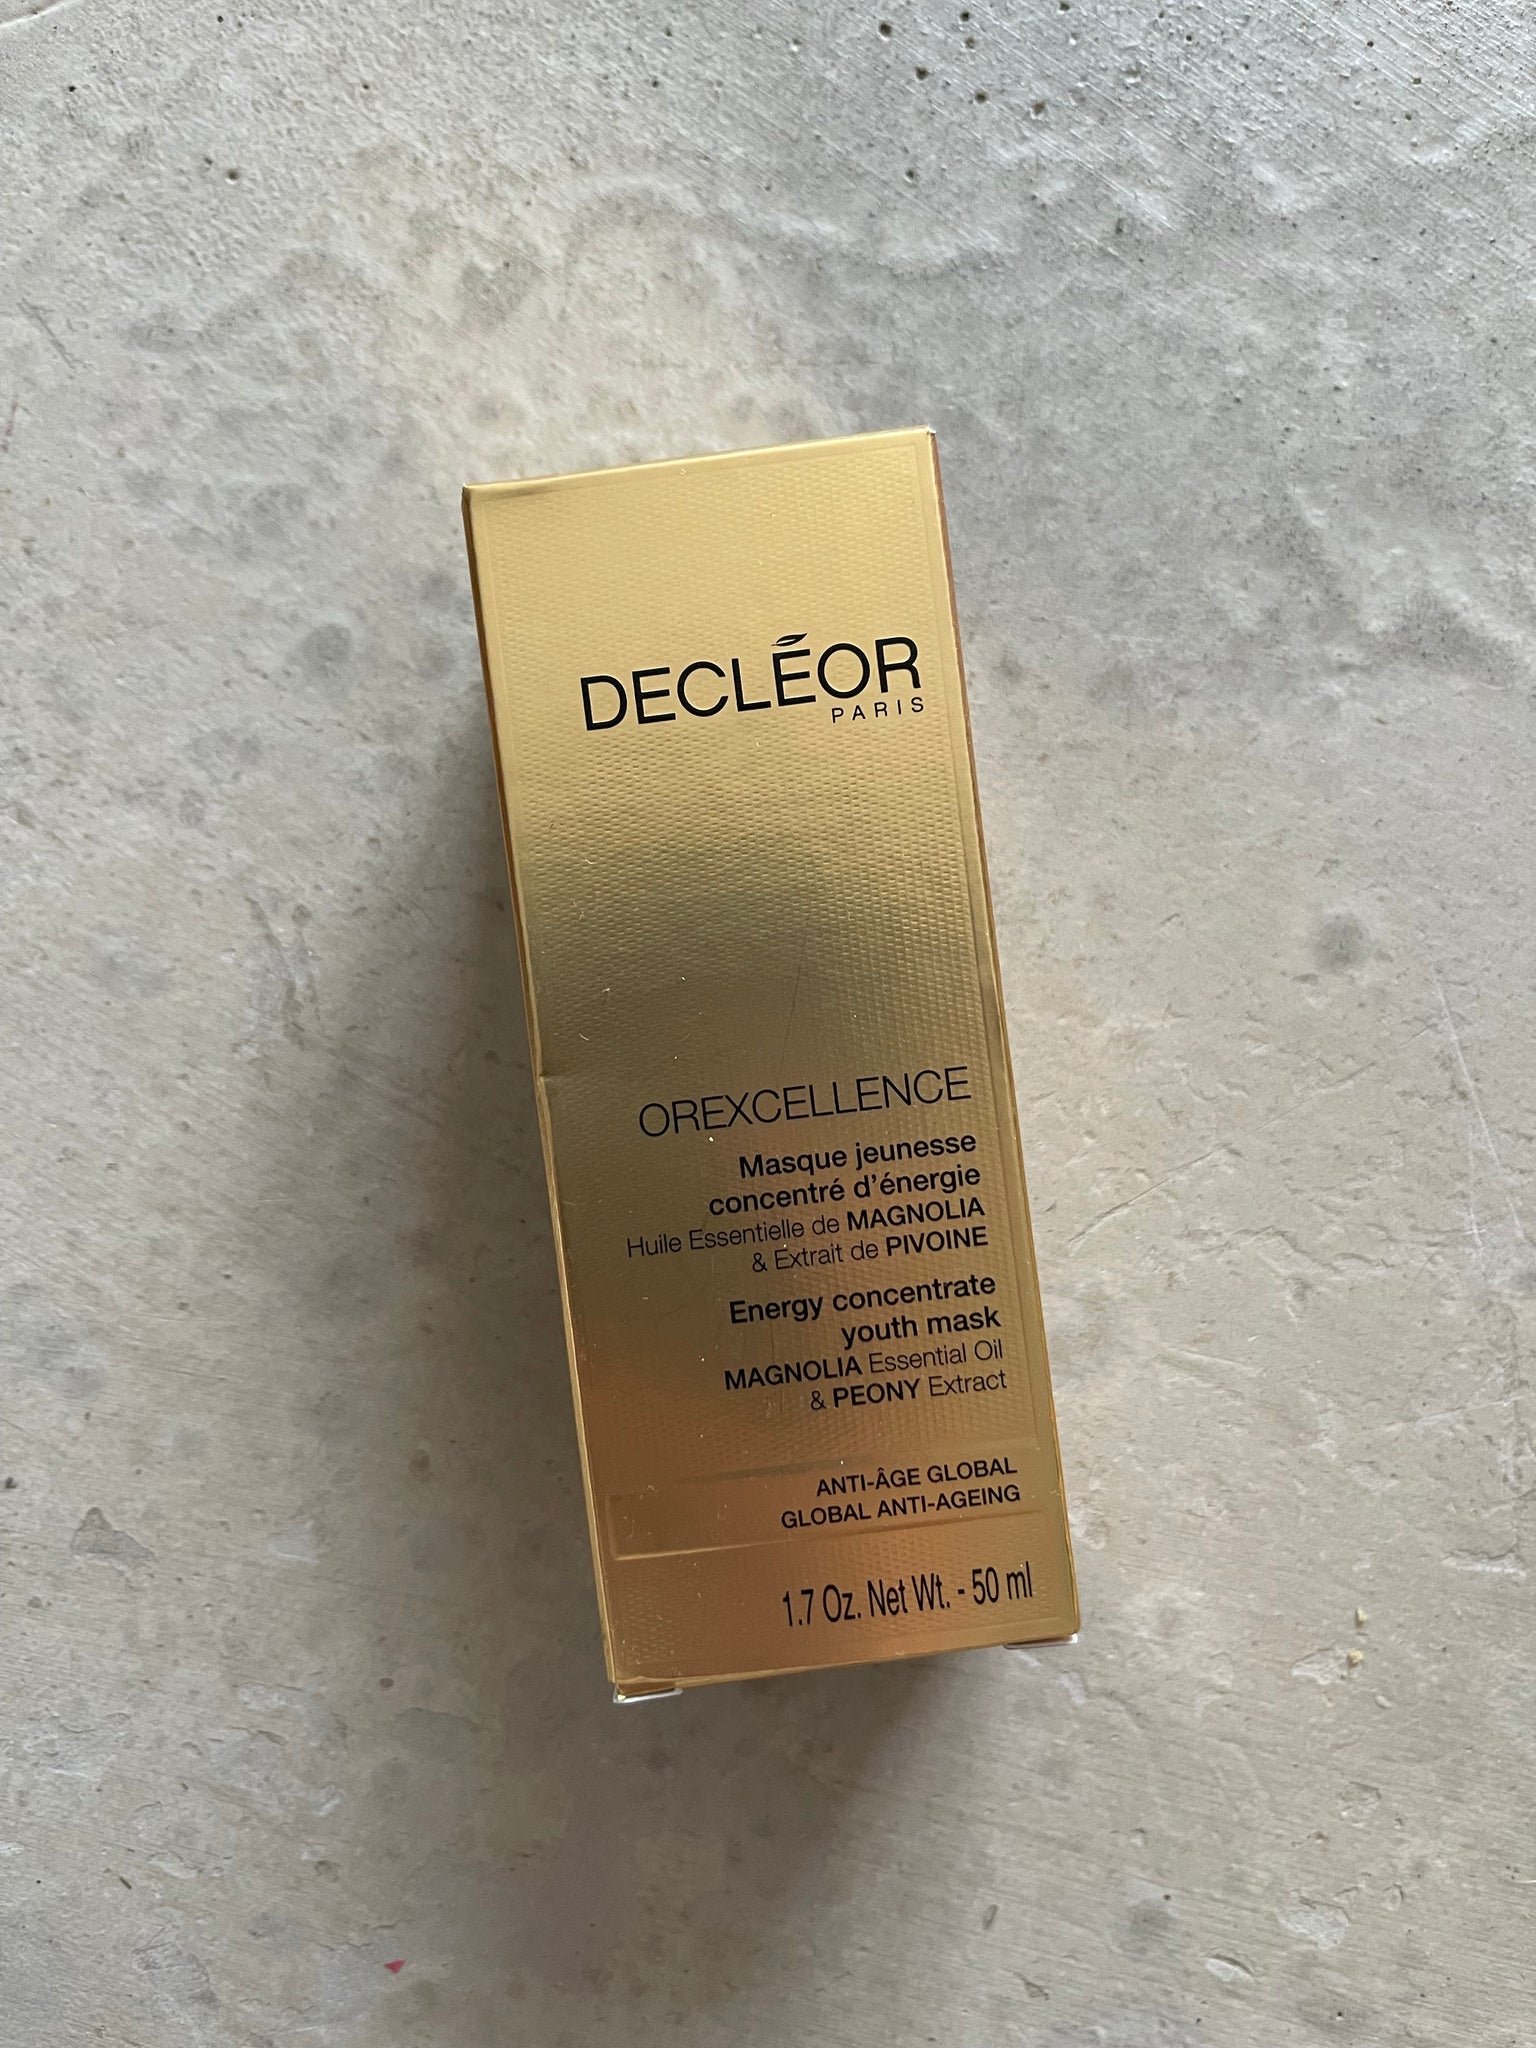 DECLÉOR
PARIS
OREXCELLENCE
Masque jeunesse
concentré d'énergie
Huile Essentielle de MAGNOLIA
& Extrait de PIVOINE
Energy concentrate
youth mask
MAGNOLIA Essential Oil
& PEONY Extract
ANTI-ÂGE GLOBAL
GLOBAL ANTI-AGEING
1.7 Oz. Net Wt. - 50 ml